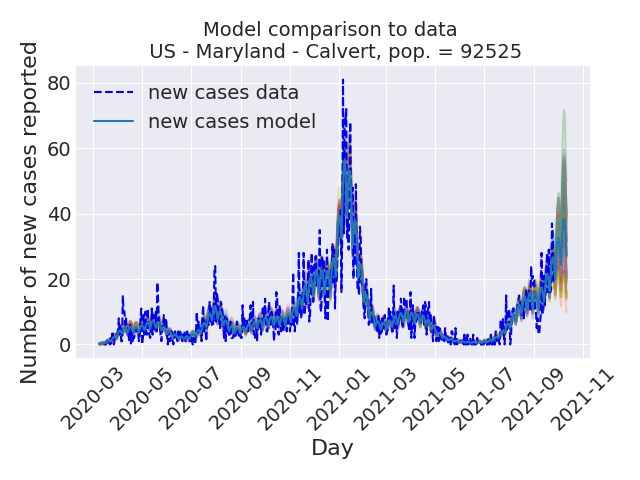 Model comparison to data
US - Maryland - Calvert, pop. = 92525
Number of new cases reported
80
60
40
20
0
new cases data
new cases model
2020-03
2020-05
2020-07
2020-09
2020-11
2021-01
2021-03
2021-05
2021-07
2021-09
2021-11
Day